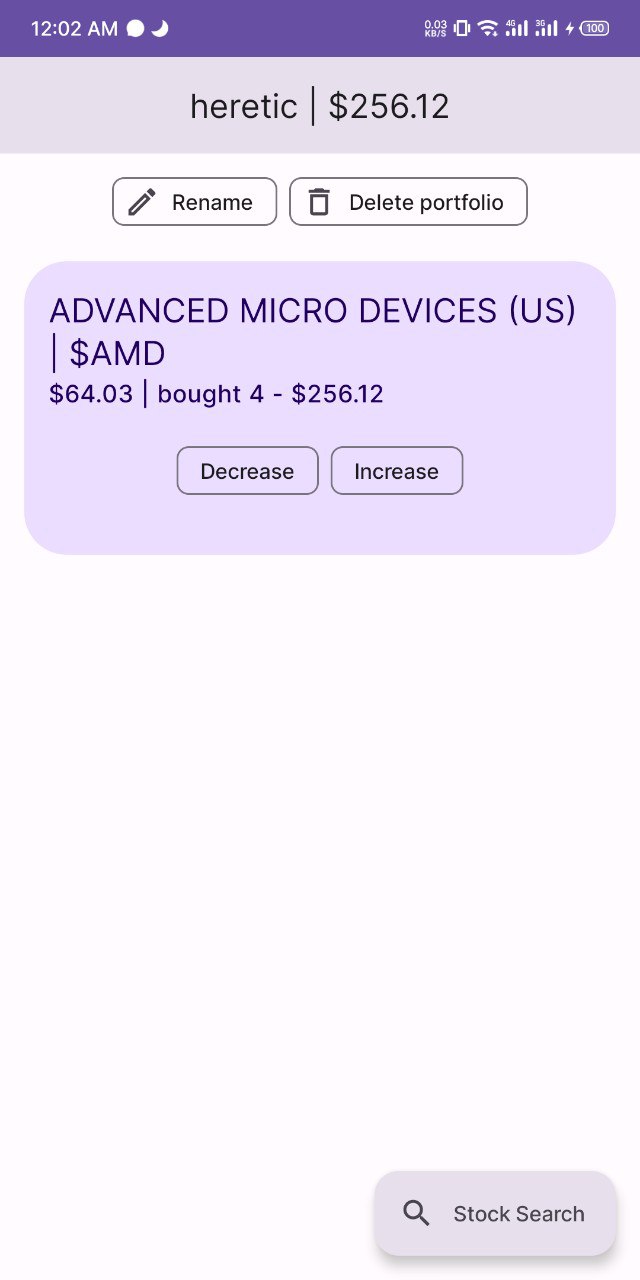 12:02 AM
0.03 KB/S 4G 3G 100
heretic | $256.12
Rename
Delete portfolio
ADVANCED MICRO DEVICES (US)
| $AMD
$64.03 | bought 4 - $256.12
Decrease
Increase
Stock Search